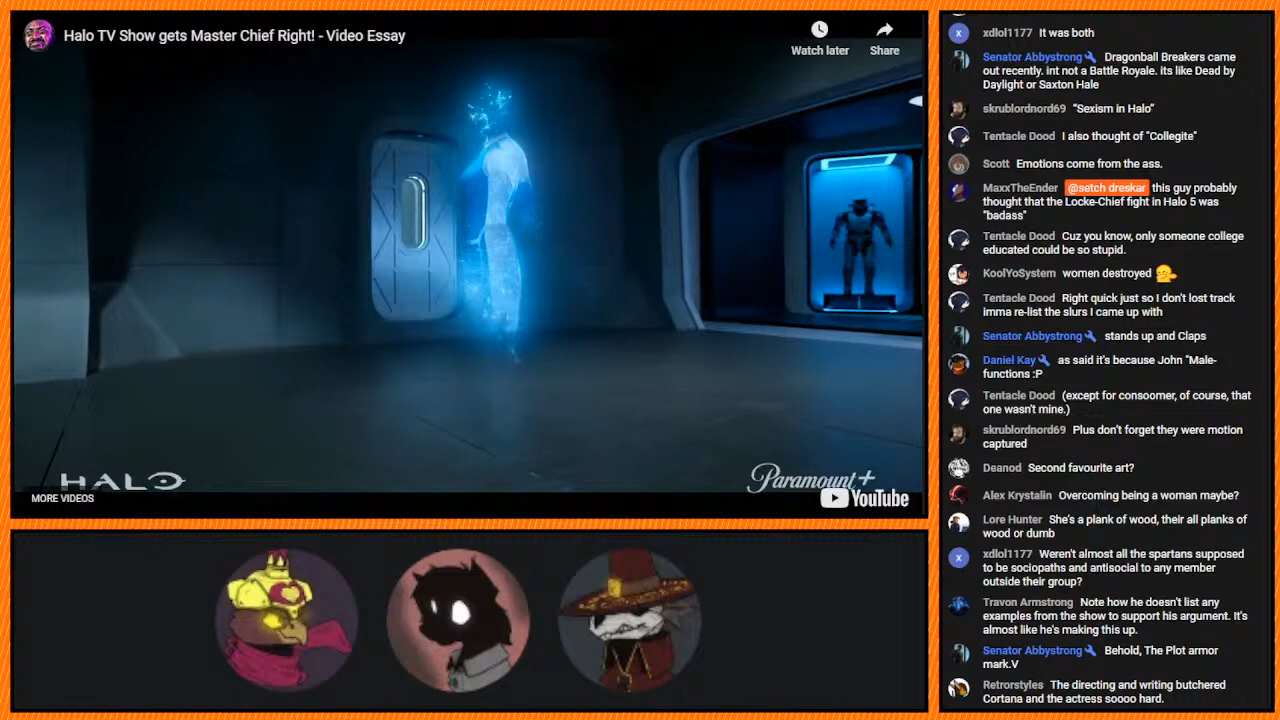 Halo TV Show gets Master Chief Right! - Video Essay
Watch later
Share
HALO
Paramount+
MORE VIDEOS
YouTube
x
xdlol1177 It was both
Senator Abbystrong Dragonball Breakers came
out recently. int not a Battle Royale. its like Dead by
Daylight or Saxton Hale
skrublordnord69 “Sexism in Halo”
Tentacle Dood I also thought of “Collegite”
Scott Emotions come from the ass.
MaxxTheEnder @setch dreskar this guy probably
thought that the Locke-Chief fight in Halo 5 was
"badass"
Tentacle Dood Cuz you know, only someone college
educated could be so stupid.
KoolYoSystem women destroyed
Tentacle Dood Right quick just so I don't lost track
imma re-list the slurs I came up with
Senator Abbystrong stands up and Claps
Daniel Kay as said it's because John "Male-
functions :P
Tentacle Dood (except for consoomer, of course, that
one wasn't mine.)
skrublordnord69 Plus don’t forget they were motion
captured
Deanod Second favourite art?
Alex Krystalin Overcoming being a woman maybe?
Lore Hunter She’s a plank of wood, their all planks of
wood or dumb
x
xdlol1177 Weren't almost all the spartans supposed
to be sociopaths and antisocial to any member
outside their group?
Travon Armstrong Note how he doesn't list any
examples from the show to support his argument. It's
almost like he's making this up.
Senator Abbystrong Behold, The Plot armor
mark.V
Retrorstyles The directing and writing butchered
Cortana and the actress soooo hard.